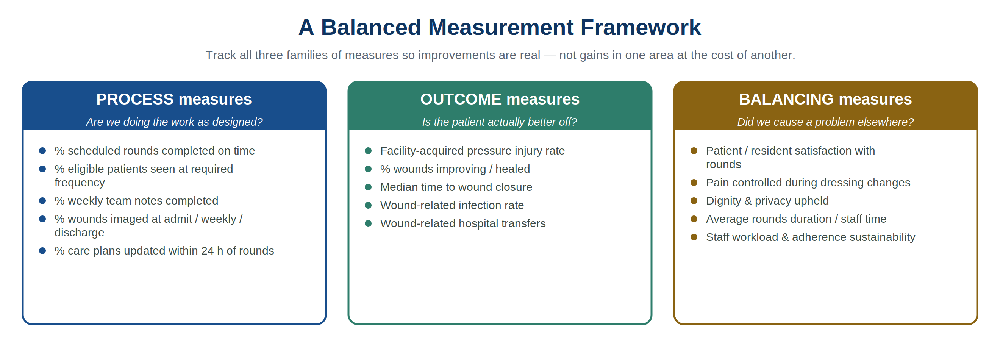 A Balanced Measurement Framework
Track all three families of measures so improvements are real — not gains in one area at the cost of another.
PROCESS measures
Are we doing the work as designed?
% scheduled rounds completed on time
% eligible patients seen at required
frequency
% weekly team notes completed
% wounds imaged at admit / weekly /
discharge
% care plans updated within 24 h of rounds
OUTCOME measures
Is the patient actually better off?
Facility-acquired pressure injury rate
% wounds improving / healed
Median time to wound closure
Wound-related infection rate
Wound-related hospital transfers
BALANCING measures
Did we cause a problem elsewhere?
Patient / resident satisfaction with
rounds
Pain controlled during dressing changes
Dignity & privacy upheld
Average rounds duration / staff time
Staff workload & adherence sustainability